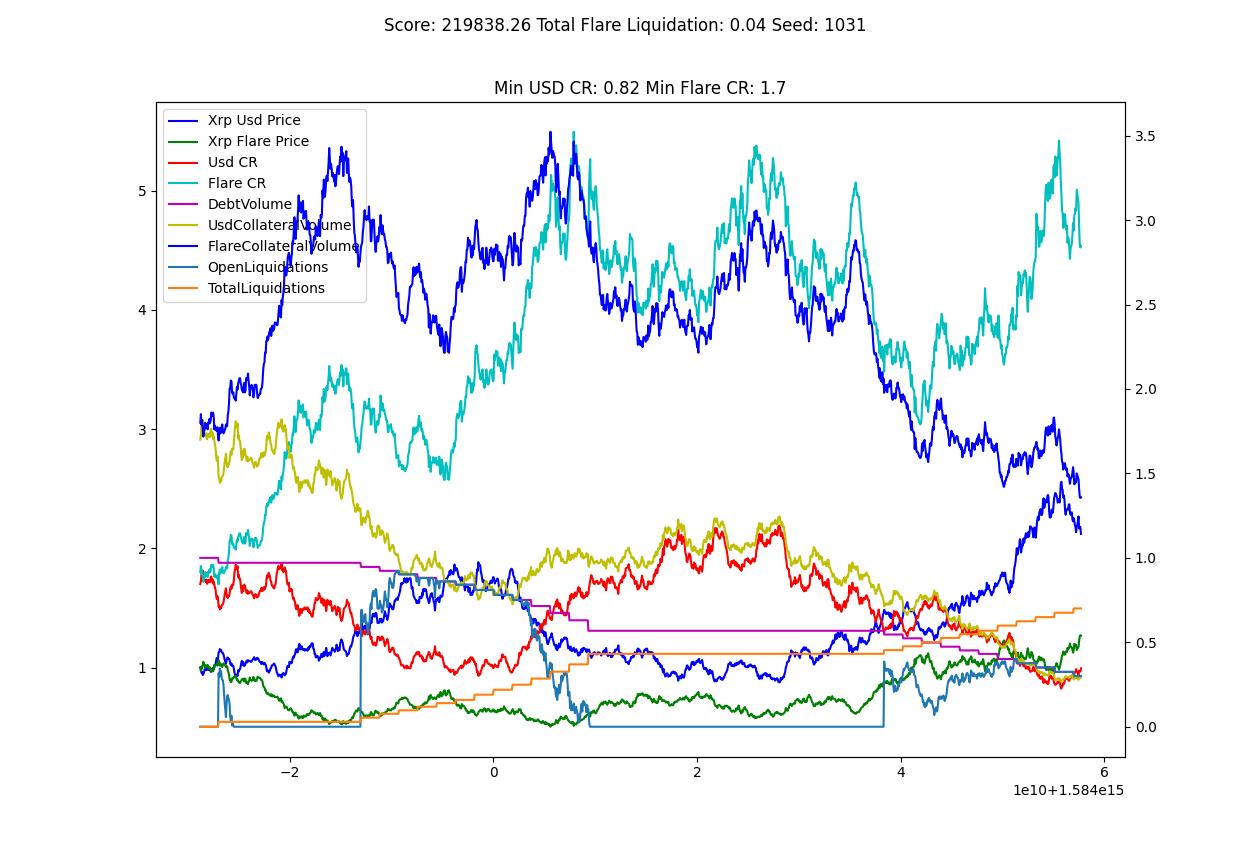 Score: 219838.26 Total Flare Liquidation: 0.04 Seed: 1031
Min USD CR: 0.82 Min Flare CR: 1.7
Xrp Usd Price
Xrp Flare Price
Usd CR
Flare CR
DebtVolume
UsdCollateralVolume
FlareCollateralVolume
OpenLiquidations
TotalLiquidations
5
4
3
2
1
3.5
3.0
2.5
2.0
1.5
1.0
0.5
0.0
−2 0 2 4 6
1e10+1.584e15